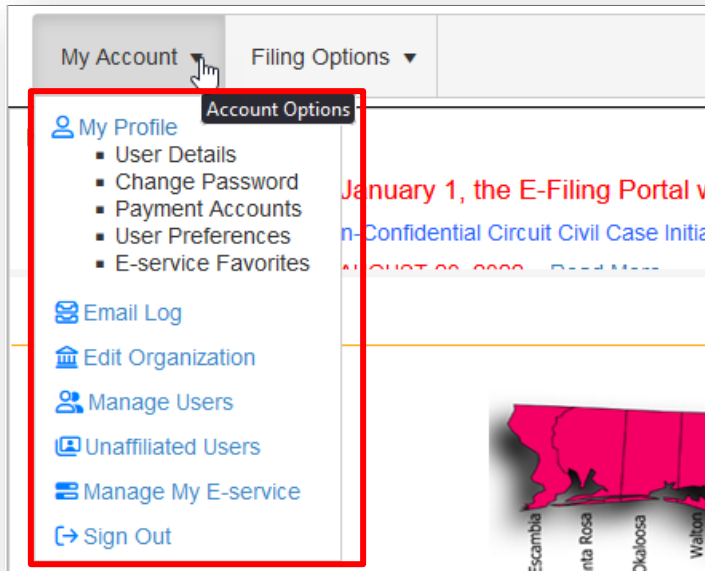 My Account ▼ Filing Options ▼
Account Options
My Profile
▪ User Details
▪ Change Password
▪ Payment Accounts
▪ User Preferences
▪ E-service Favorites
Email Log
Edit Organization
Manage Users
Unaffiliated Users
Manage My E-service
Sign Out
January 1, the E-Filing Portal
n-Confidential Circuit Civil Case Initia
Read More
Escambia
nta Rosa
Okaloosa
Walton